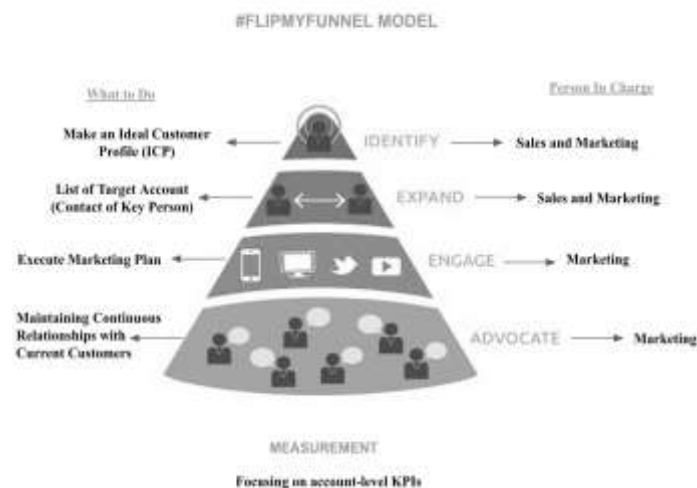 #FLIPMYFUNNEL MODEL
What to Do
Person In Charge
Make an Ideal Customer
Profile (ICP)
IDENTIFY
Sales and Marketing
List of Target Account
(Contact of Key Person)
EXPAND
Sales and Marketing
Execute Marketing Plan
ENGAGE
Marketing
Maintaining Continuous
Relationships with
Current Customers
ADVOCATE
Marketing
MEASUREMENT
Focusing on account-level KPIs